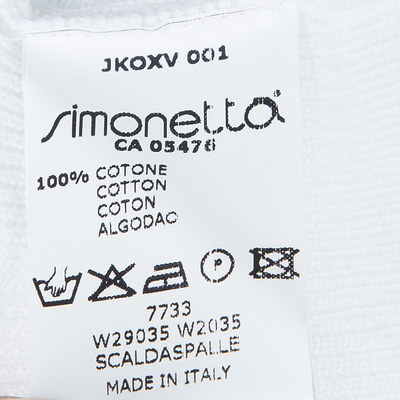 JKOXV 001
simonetta
CA 05476
100% COTONE
COTTON
COTON
ALGODAO
P
7733
W29035 W2035
SCALDASPALLE
MADE IN ITALY